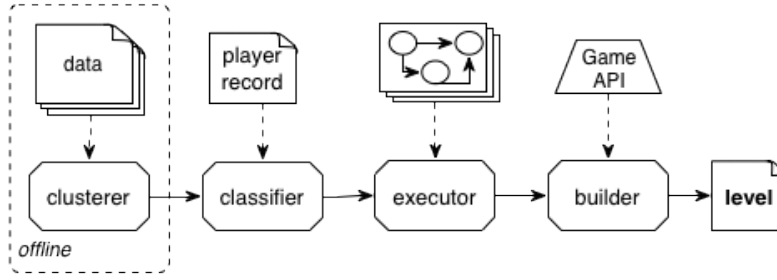 data
player
record
Game
API
clusterer
classifier
executor
builder
level
offline